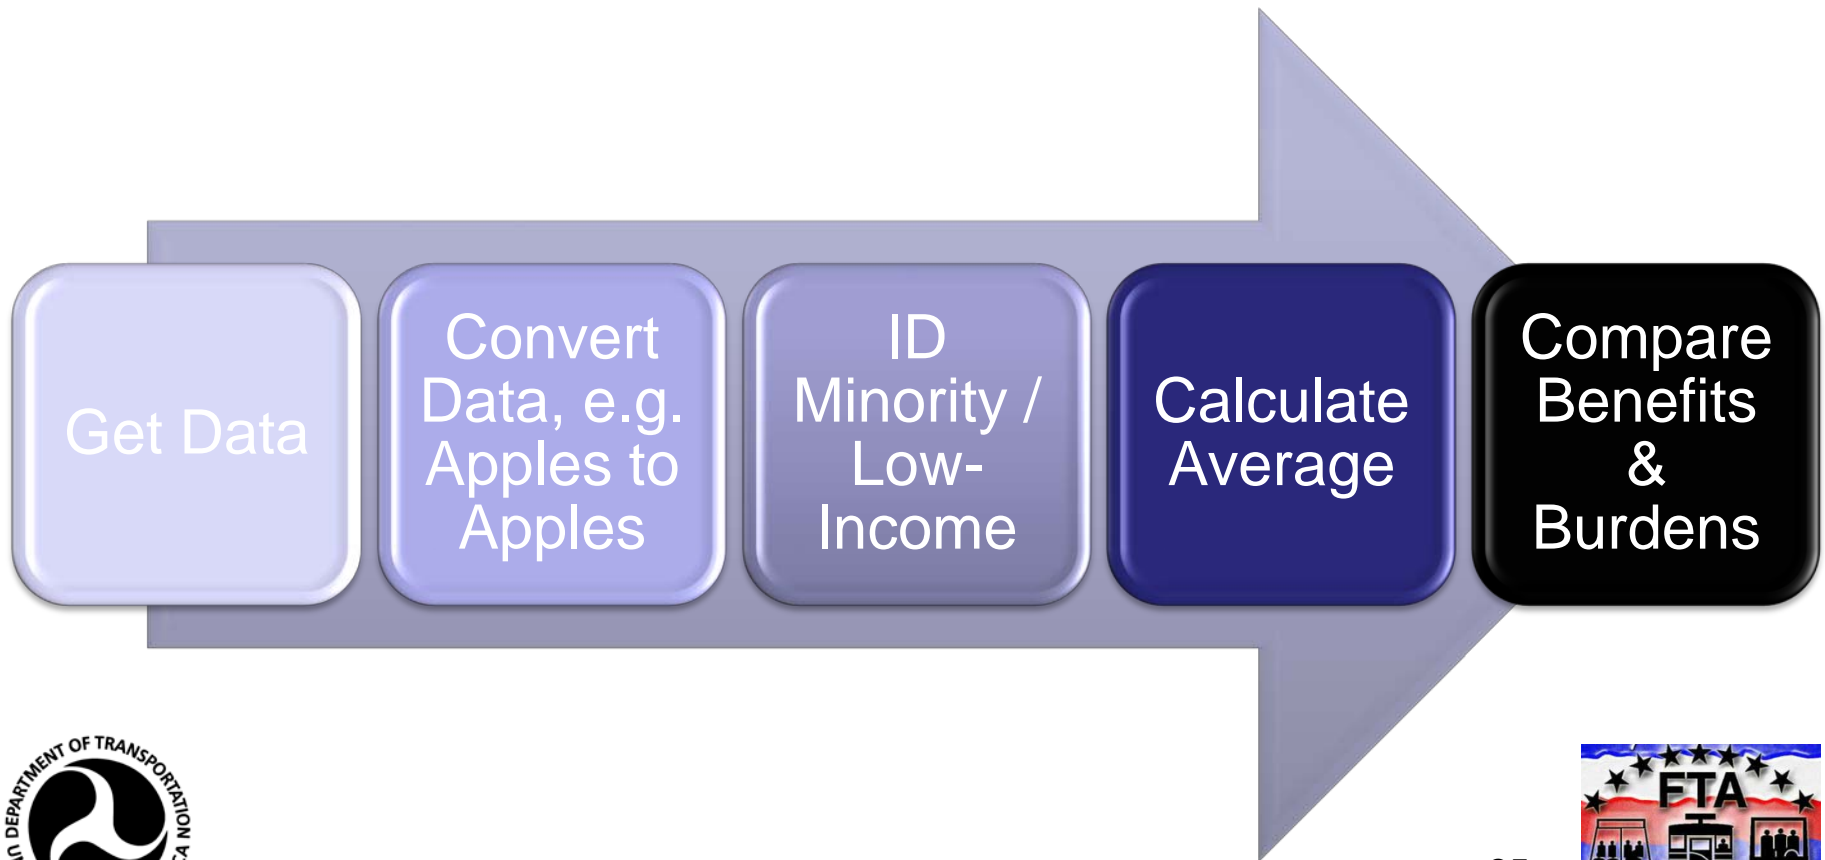 Get Data
Convert
Data, e.g.
Apples to
Apples
ID
Minority /
Low-
Income
Calculate
Average
Compare
Benefits
&
Burdens
DEPARTMENT OF TRANSPORTATION
FTA